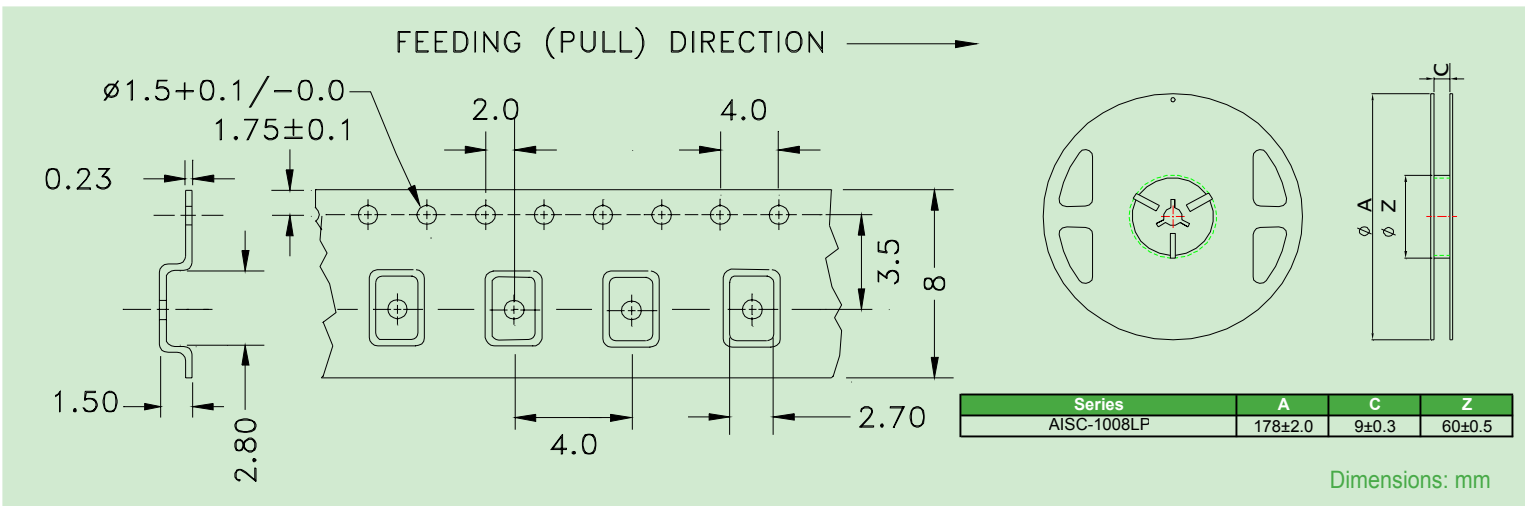 FEEDING (PULL) DIRECTION
ø1.5+0.1/-0.0
1.75±0.1
2.0
4.0
0.23
3.5
8
1.50
2.80
4.0
2.70
C
ø A
ø Z
Series A C Z
AISC-1008LP 178±2.0 9±0.3 60±0.5
Dimensions: mm